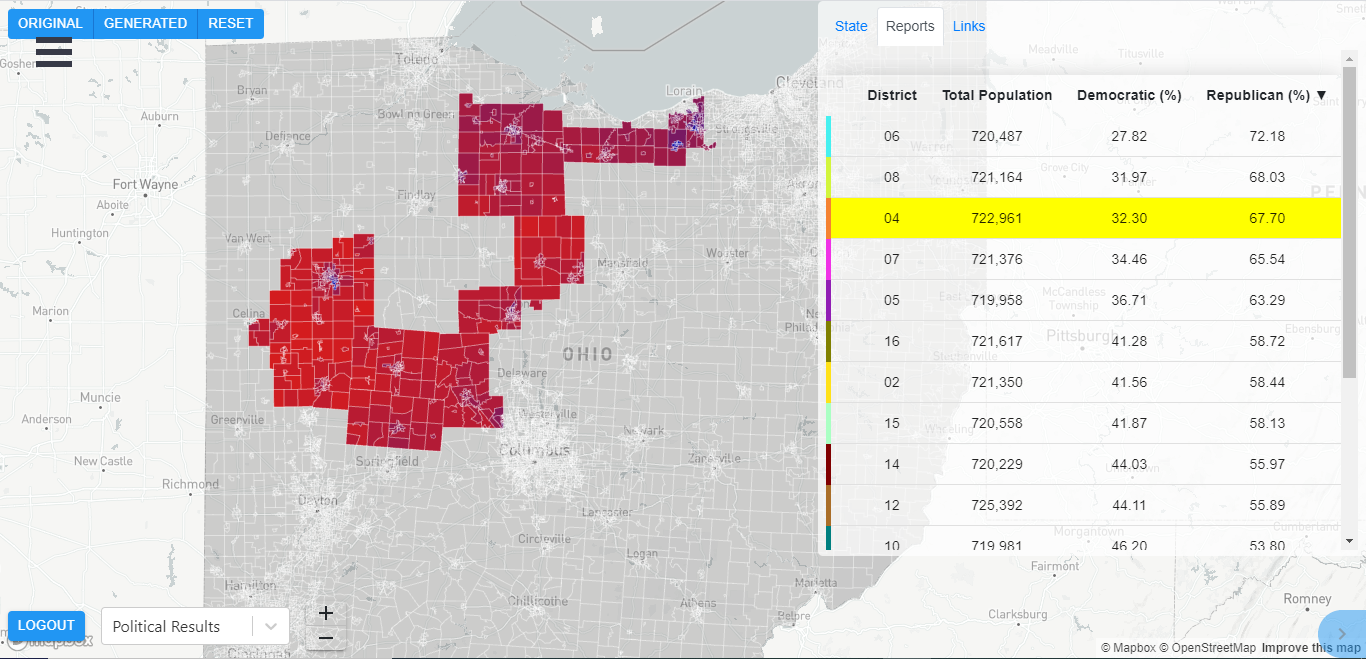 ORIGINAL GENERATED RESET
State Reports Links
District Total Population Democratic (%) Republican (%) ▼
06 720,487 27.82 72.18
08 721,164 31.97 68.03
04 722,961 32.30 67.70
07 721,376 34.46 65.54
05 719,958 36.71 63.29
16 721,617 41.28 58.72
02 721,350 41.56 58.44
15 720,558 41.87 58.13
14 720,229 44.03 55.97
12 725,392 44.11 55.89
10 719,981 46.20 53.80
Toledo
Cleveland
Lorain
Strongsville
Bryan
Bowling Green
Auburn
Defiance
Fort Wayne
Findlay
Aboite
Huntington
Van Wert
Mansfield
Wooster
Marion
Celina
OHIO
Delaware
Muncie
Anderson
Greenville
Westerville
Newark
New Castle
Columbus
Zanesville
Springfield
Richmond
Dayton
Lancaster
Circleville
Logan
Hamilton
Chillicothe
Athens
Marietta
Belpre
Cincinnati
Meadville
Titusville
Warren
Grove City
McCandless
Township
Pittsburgh
Ebensburg
Steubenville
Wheeling
Morgantown
Cumberland
Fairmont
Clarksburg
Romney
LOGOUT
Political Results
+
−
mapbox
© Mapbox © OpenStreetMap Improve this map